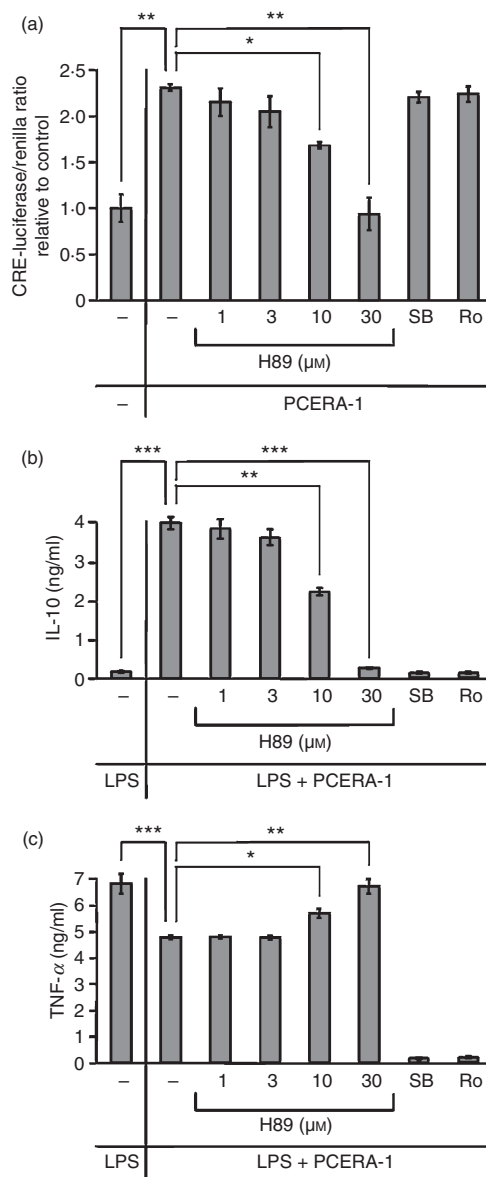 (a)
** **
*
CRE-luciferase/renilla ratio
relative to control
2·5
2·0
1·5
1·0
0·5
0
– – 1 3 10 30 SB Ro
H89 (μM)
– PCERA-1
(b)
*** ***
**
IL-10 (ng/ml)
4
3
2
1
0
– – 1 3 10 30 SB Ro
H89 (μM)
LPS LPS + PCERA-1
(c)
*** **
*
TNF-α (ng/ml)
7
6
5
4
3
2
1
0
– – 1 3 10 30 SB Ro
H89 (μM)
LPS LPS + PCERA-1